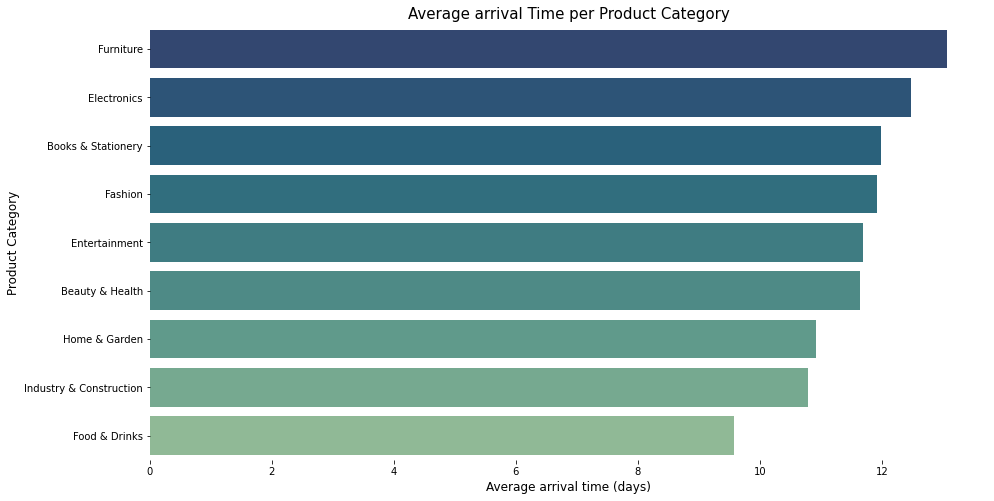 Average arrival Time per Product Category
Product Category
Furniture
Electronics
Books & Stationery
Fashion
Entertainment
Beauty & Health
Home & Garden
Industry & Construction
Food & Drinks
0 2 4 6 8 10 12
Average arrival time (days)